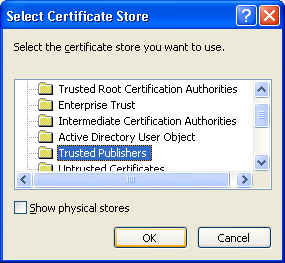 Select Certificate Store
Select the certificate store you want to use.
Trusted Root Certification Authorities
Enterprise Trust
Intermediate Certification Authorities
Active Directory User Object
Trusted Publishers
Untrusted Certificates
Show physical stores
OK
Cancel